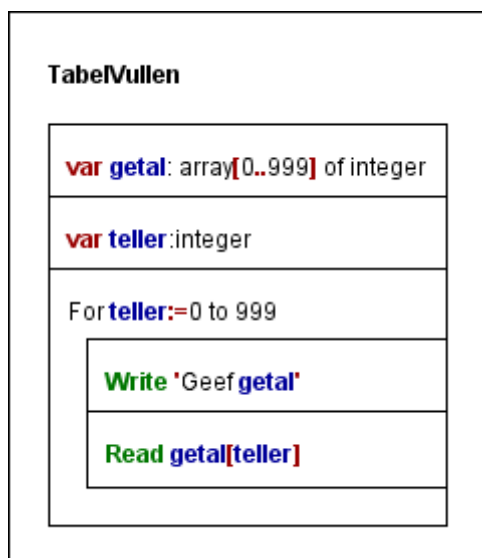 TabelVullen
var getal: array[0..999] of integer
var teller:integer
For teller:=0 to 999
Write 'Geef getal'
Read getal[teller]